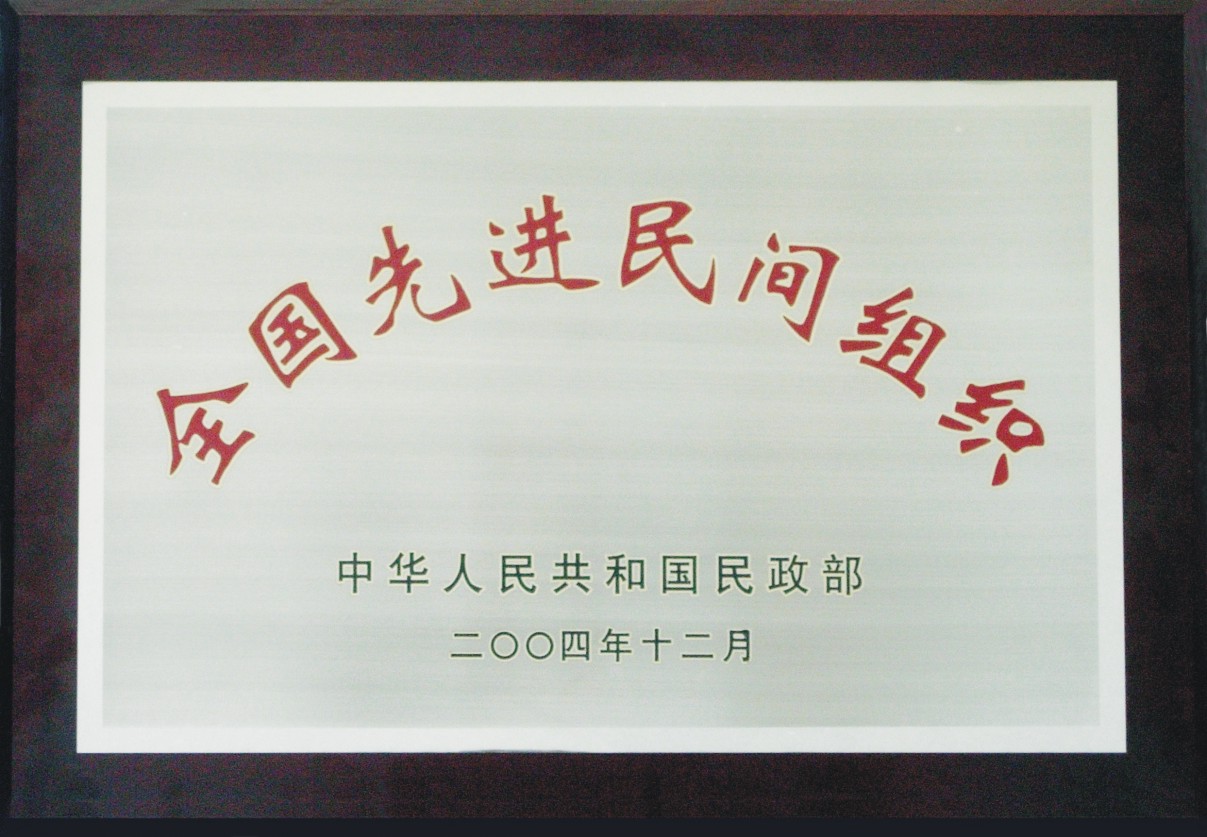 全国先进民间组织
中华人民共和国民政部
二〇〇四年十二月